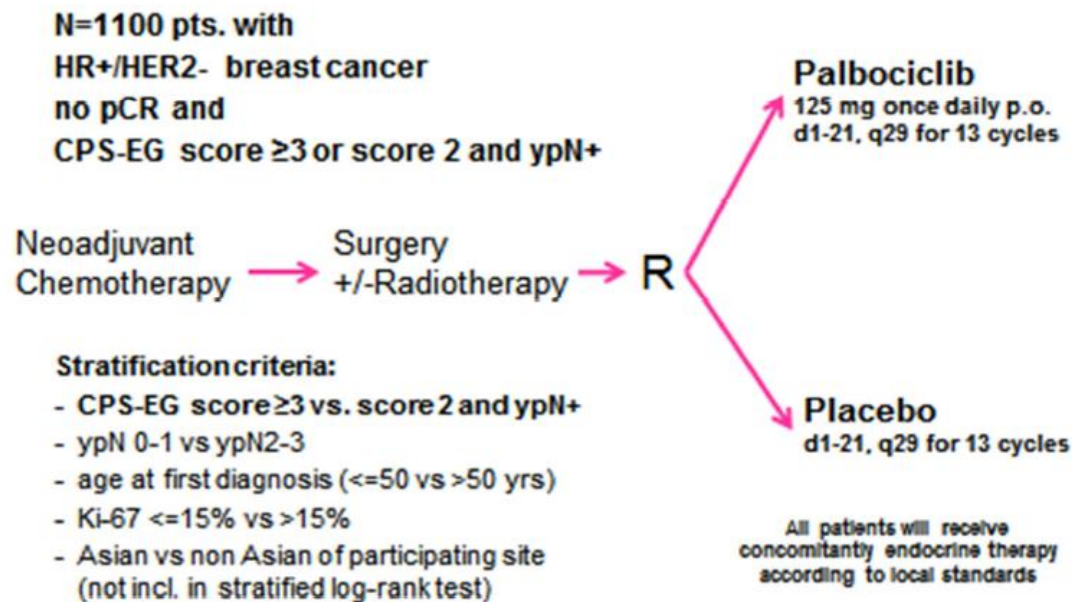 N=1100 pts. with
HR+/HER2- breast cancer
no pCR and
CPS-EG score ≥3 or score 2 and ypN+
Neoadjuvant
Chemotherapy
Surgery
+/-Radiotherapy
R
Palbociclib
125 mg once daily p.o.
d1-21, q29 for 13 cycles
Placebo
d1-21, q29 for 13 cycles
Stratification criteria:
- CPS-EG score ≥3 vs. score 2 and ypN+
- ypN 0-1 vs ypN2-3
- age at first diagnosis (<=50 vs >50 yrs)
- Ki-67 <=15% vs >15%
- Asian vs non Asian of participating site
(not incl. in stratified log-rank test)
All patients will receive
concomitantly endocrine therapy
according to local standards